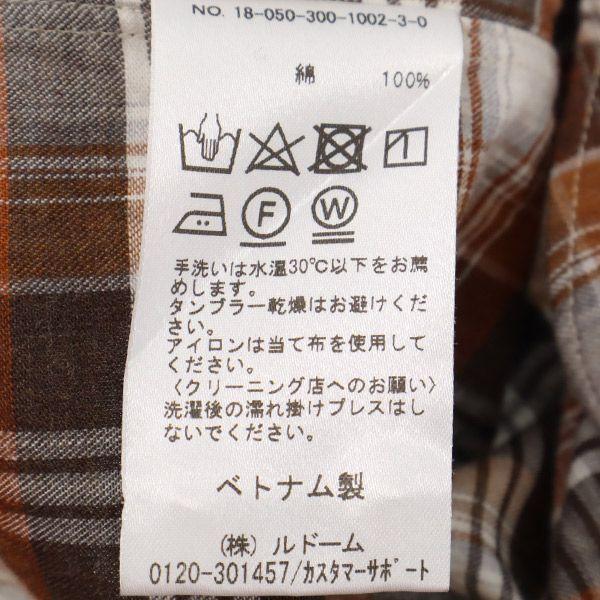 NO. 18-050-300-1002-3-0
綿 100%
F W
手洗いは水温30℃以下をお薦
めします。
タンブラー乾燥はお避けくだ
さい。
アイロンは当て布を使用して
ください。
〈クリーニング店へのお願い〉
洗濯後の濡れ掛けプレスはし
ないでください。
ベトナム製
(株) ルドーム
0120-301457/ｶｽﾀﾏｰｻﾎﾟｰﾄ